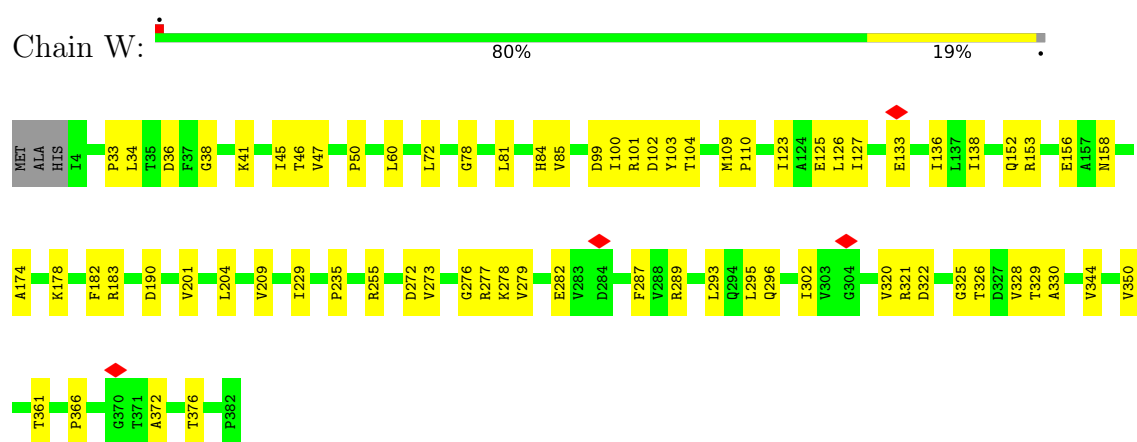 Chain W:
80% 19%
MET ALA HIS I4 P33 L34 T35 D36 F37 G38 K41 I45 T46 V47 P50 L60 L72 G78 L81 H84 V85 D99 I100 R101 D102 Y103 T104 M109 P110 I123 A124 E125 L126 I127 E133 I136 L137 I138 Q152 R153 E156 A157 N158
A174 K178 F182 R183 D190 V201 L204 V209 I229 P235 R255 D272 V273 G276 R277 K278 V279 E282 V283 D284 F287 V288 R289 L293 Q294 L295 Q296 I302 V303 G304 V320 R321 D322 G325 T326 D327 V328 T329 A330 V344 V350
T361 P366 G370 T371 A372 T376 P382